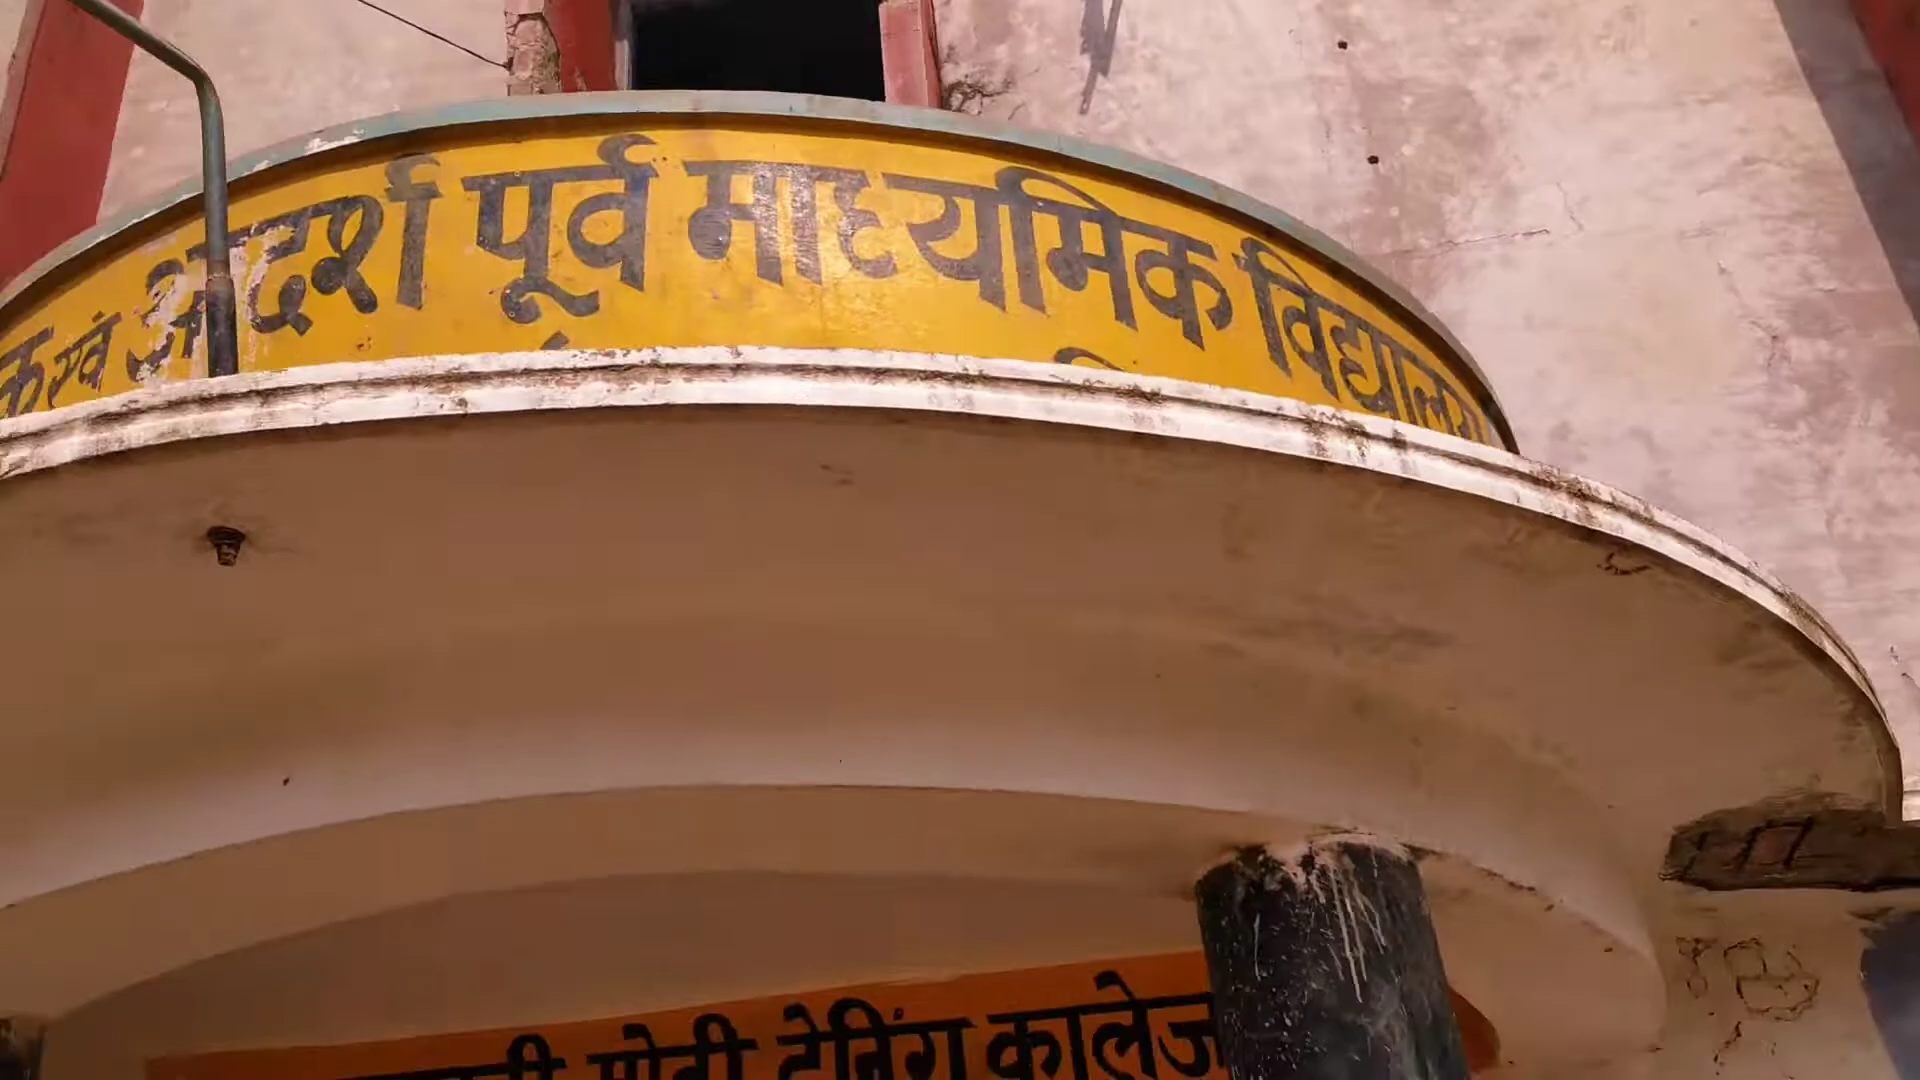 एवं आदर्श पूर्व माध्यमिक विद्यालय
मोदी ट्रेनिंग कालेज